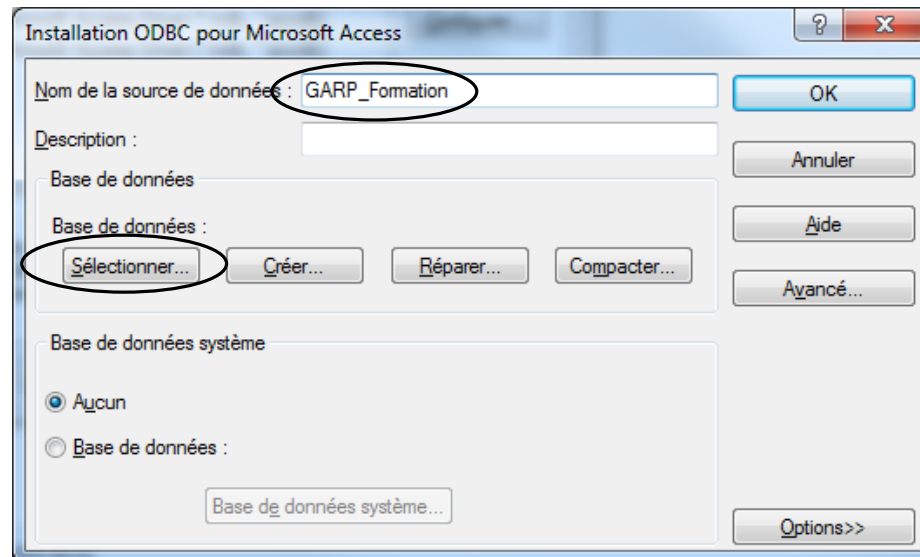 Installation ODBC pour Microsoft Access
Nom de la source de données : GARP_Formation
OK
Description :
Annuler
Base de données
Base de données :
Aide
Sélectionner... Créer... Réparer... Compacter...
Avancé...
Base de données système
Aucun
Base de données :
Base de données système...
Options>>